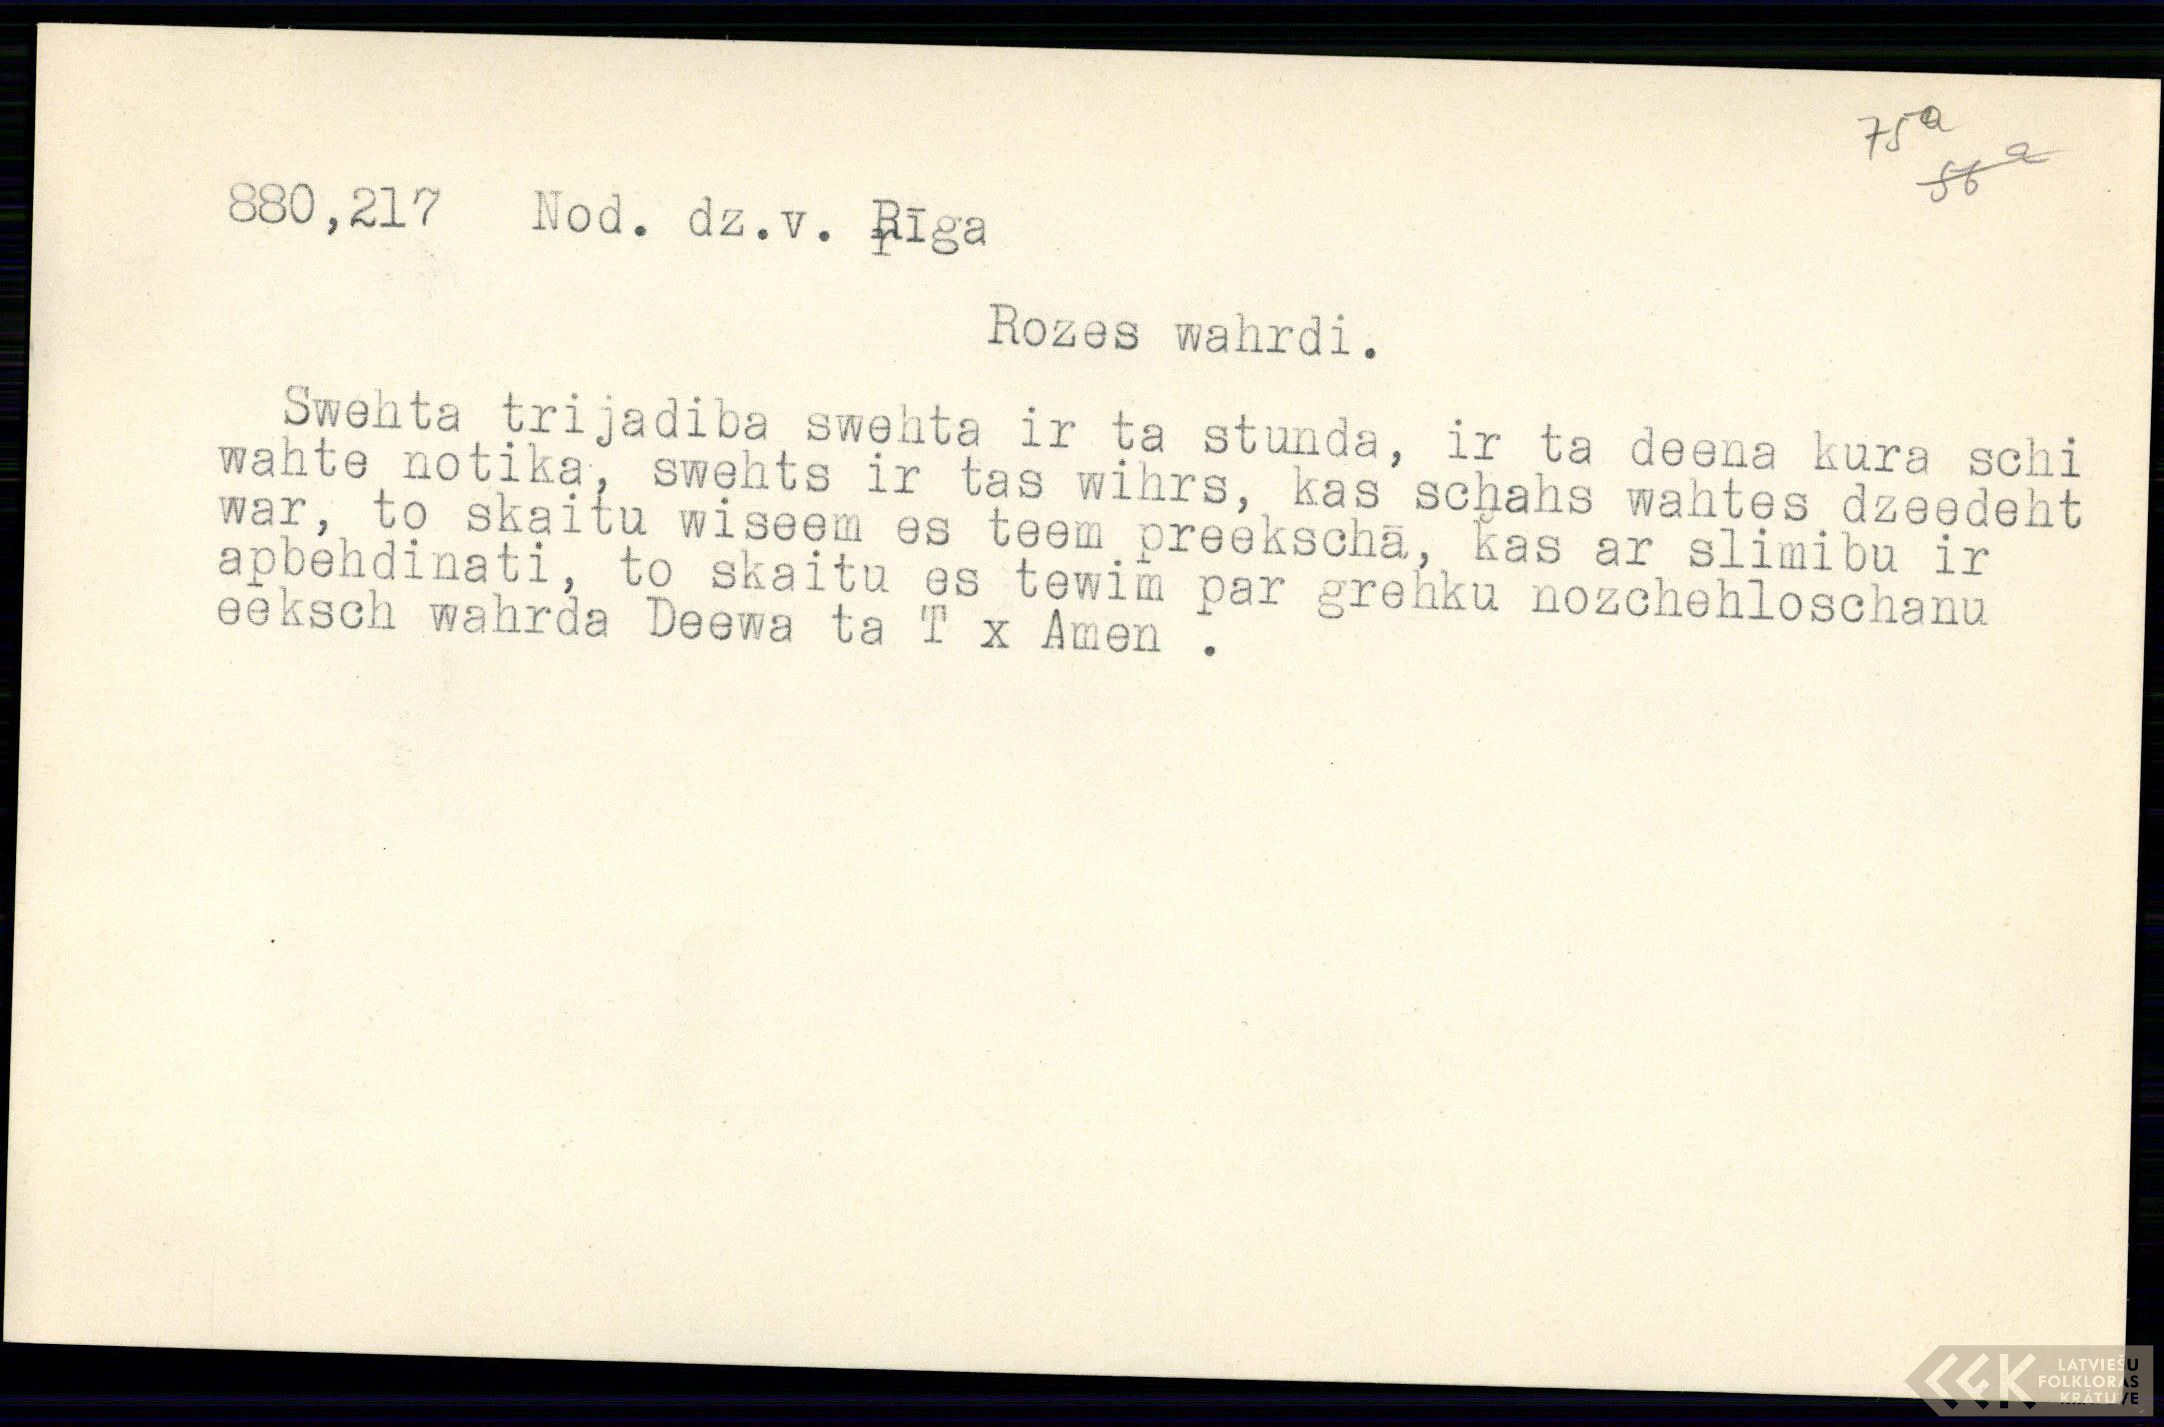 75a
56a
880,217 Nod. dz.v. Rīga
Rozes wahrdi.
Swehta trijadiba swehta ir ta stunda, ir ta deena kura schi
wahte notika, swehts ir tas wihrs, kas schahs wahtes dzeedeht
war, to skaitu wiseem es teem preekschā, kas ar slimibu ir
apbehdinati, to skaitu es tewim par grehku nozchehloschanu
eeksch wahrda Deewa ta T x Amen .
LATVIEŠU
FOLKLORAS
KRĀTUVE